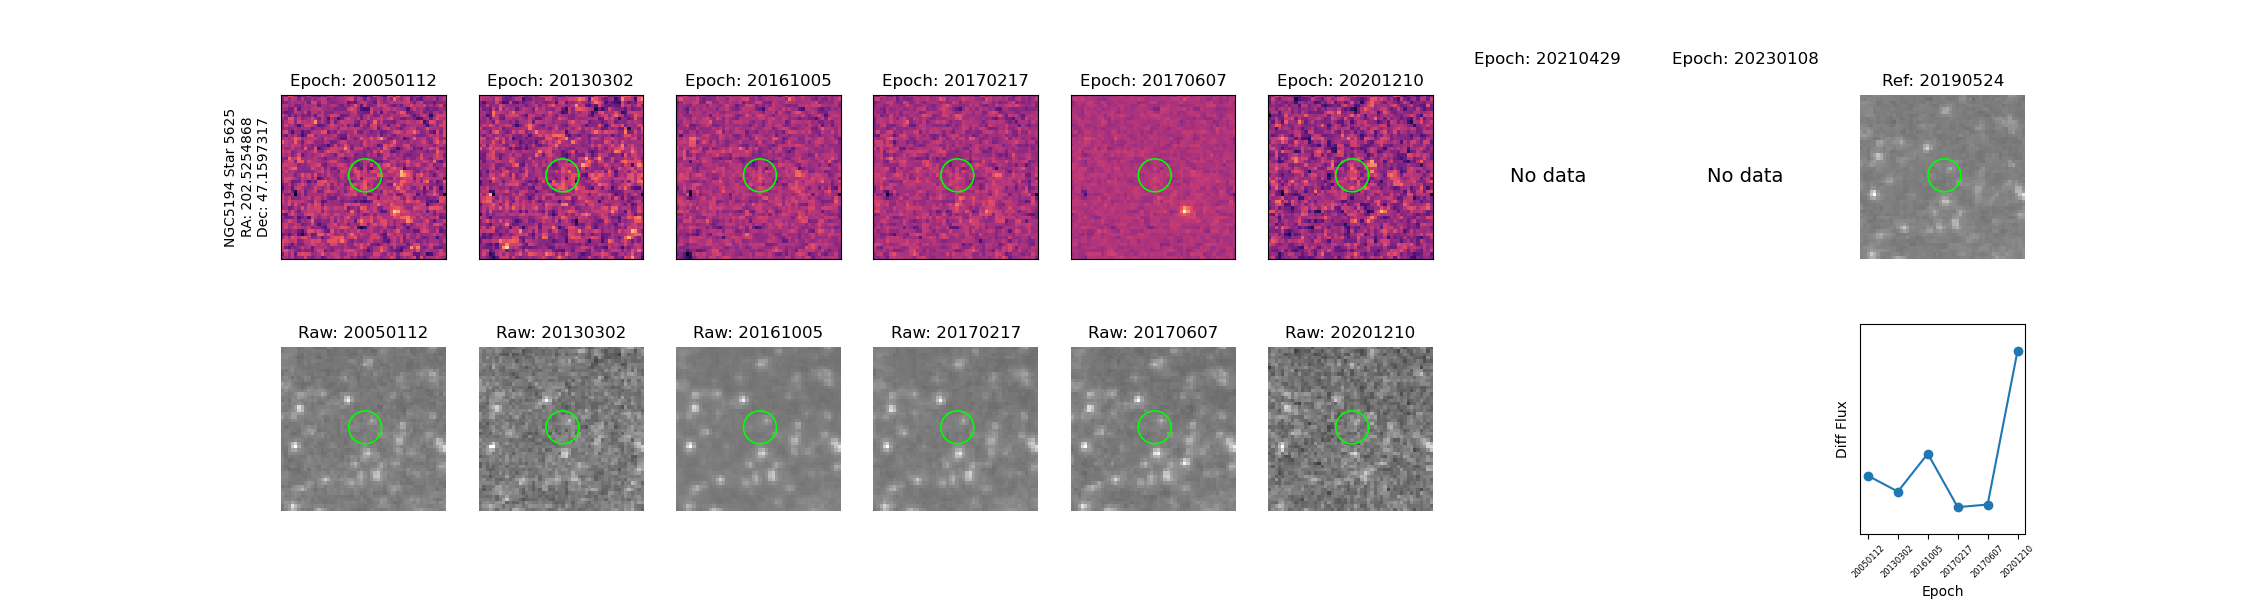 Epoch: 20050112
Epoch: 20130302
Epoch: 20161005
Epoch: 20170217
Epoch: 20170607
Epoch: 20201210
Epoch: 20210429
Epoch: 20230108
Ref: 20190524
NGC5194 Star 5625
RA: 202.5254868
Dec: 47.1597317
No data
No data
Raw: 20050112
Raw: 20130302
Raw: 20161005
Raw: 20170217
Raw: 20170607
Raw: 20201210
Diff Flux
20050112
20130302
20161005
20170217
20170607
20201210
Epoch